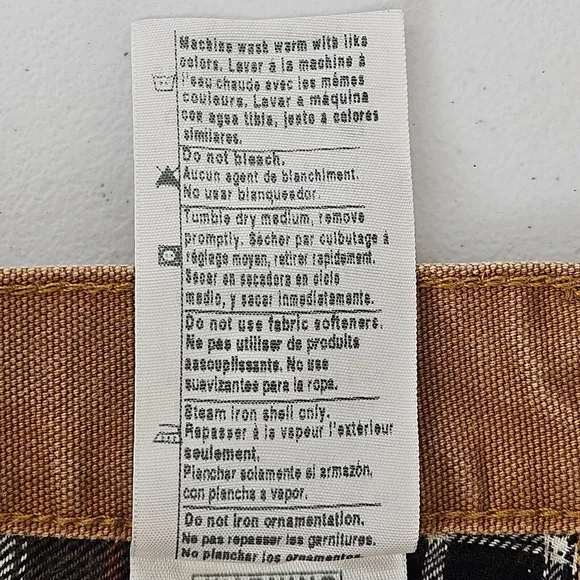 Machine wash warm with like
colors. Laver à la machine à
l'eau chaude avec les mêmes
couleurs. Lavar a máquina
con agua tibia, junto a colores
similares.
Do not bleach.
Aucun agent de blanchiment.
No usar blanqueador.
Tumble dry medium, remove
promptly. Sécher par culbutage à
réglage moyen, retirer rapidement.
Secar en secadora en ciclo
medio, y sacar inmediatamente.
Do not use fabric softeners.
Ne pas utiliser de produits
assouplissants. No use
suavizantes para la ropa.
Steam iron shell only.
Repasser à la vapeur l'extérieur
seulement.
Planchar solamente el armazón,
con plancha a vapor.
Do not iron ornamentation.
Ne pas repasser les garnitures.
No planchar los ornamentos.